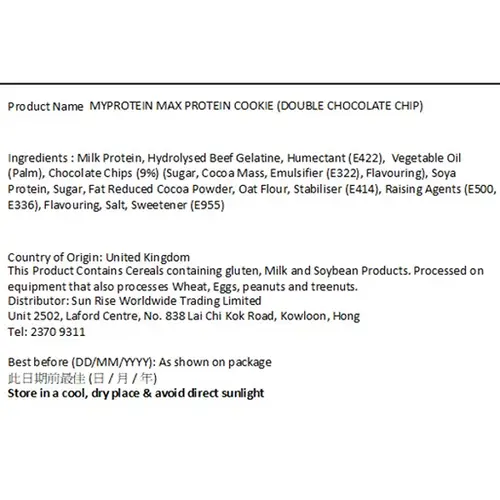 Product Name MYPROTEIN MAX PROTEIN COOKIE (DOUBLE CHOCOLATE CHIP)
Ingredients : Milk Protein, Hydrolysed Beef Gelatine, Humectant (E422), Vegetable Oil
(Palm), Chocolate Chips (9%) (Sugar, Cocoa Mass, Emulsifier (E322), Flavouring), Soya
Protein, Sugar, Fat Reduced Cocoa Powder, Oat Flour, Stabiliser (E414), Raising Agents (E500,
E336), Flavouring, Salt, Sweetener (E955)
Country of Origin: United Kingdom
This Product Contains Cereals containing gluten, Milk and Soybean Products. Processed on
equipment that also processes Wheat, Eggs, peanuts and treenuts.
Distributor: Sun Rise Worldwide Trading Limited
Unit 2502, Laford Centre, No. 838 Lai Chi Kok Road, Kowloon, Hong
Tel: 2370 9311
Best before (DD/MM/YYYY): As shown on package
此日期前最佳 (日 / 月 / 年)
Store in a cool, dry place & avoid direct sunlight